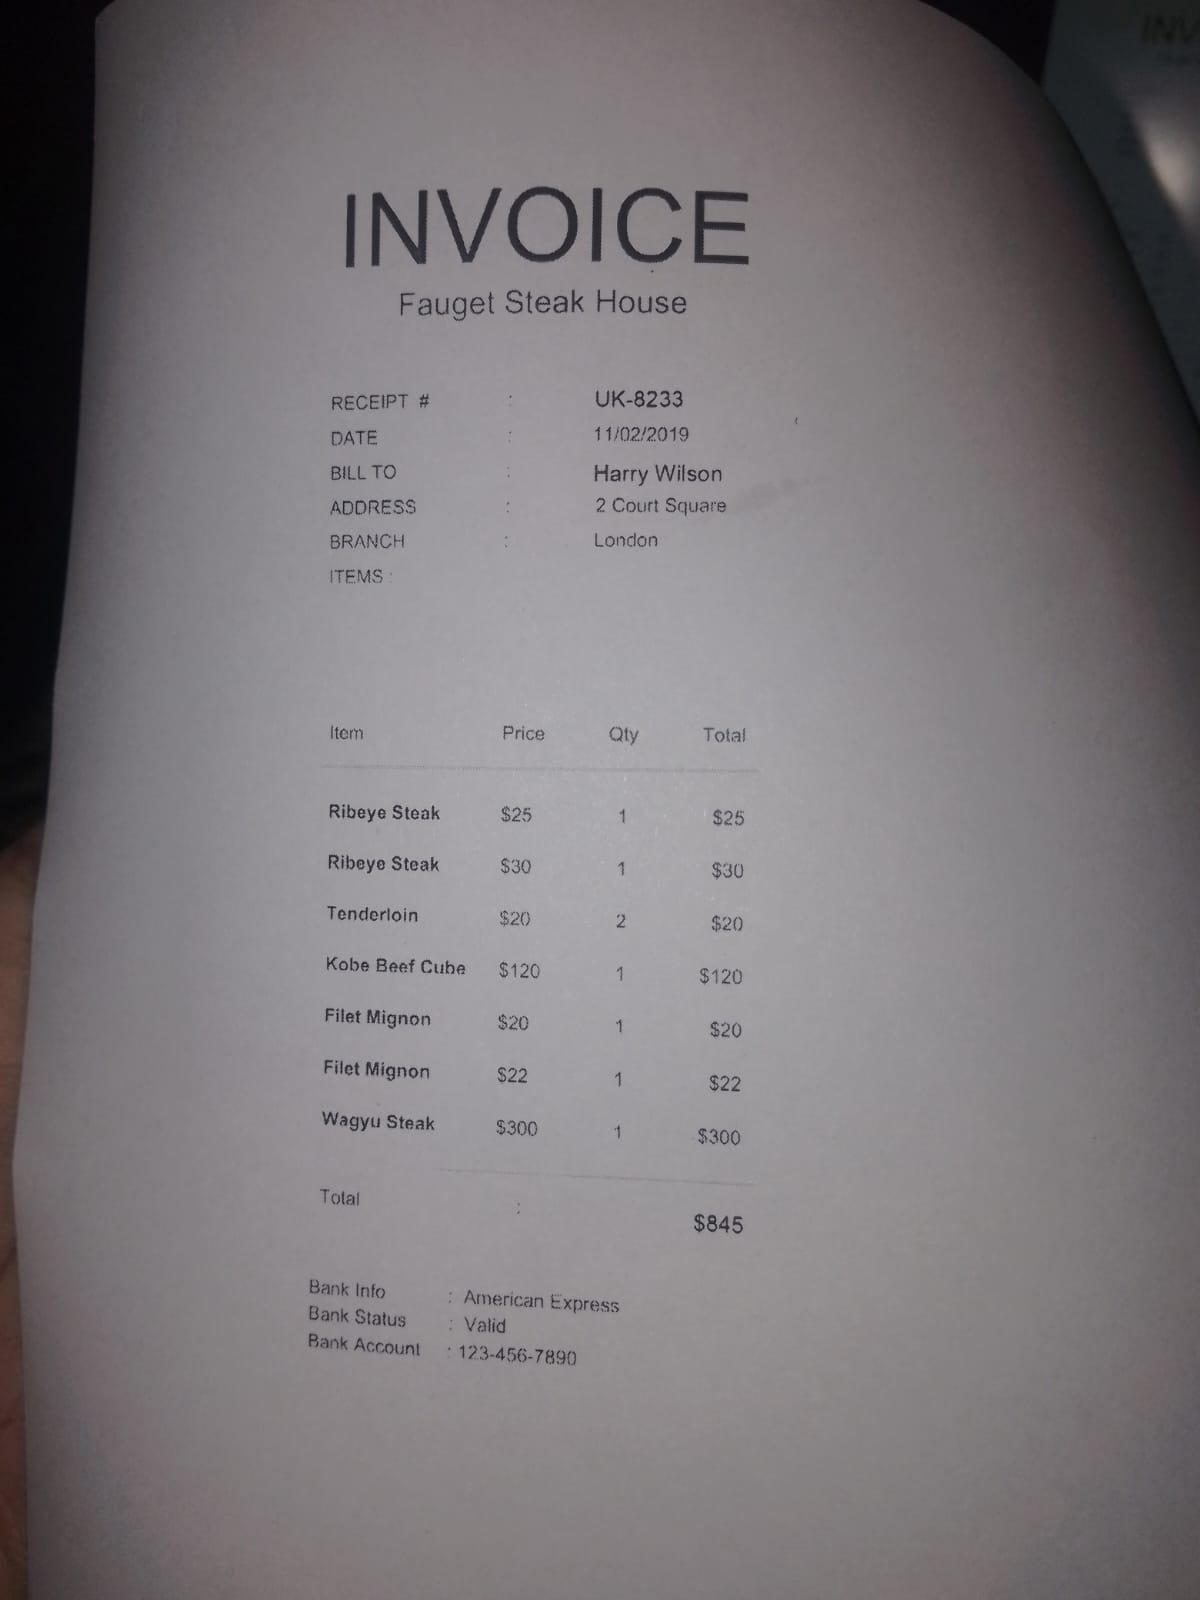 INV
INVOICE
Fauget Steak House
RECEIPT # : UK-8233
DATE : 11/02/2019
BILL TO : Harry Wilson
ADDRESS : 2 Court Square
BRANCH : London
ITEMS :
Item Price Qty Total
Ribeye Steak $25 1 $25
Ribeye Steak $30 1 $30
Tenderloin $20 2 $20
Kobe Beef Cube $120 1 $120
Filet Mignon $20 1 $20
Filet Mignon $22 1 $22
Wagyu Steak $300 1 $300
Total : $845
Bank Info : American Express
Bank Status : Valid
Bank Account : 123-456-7890